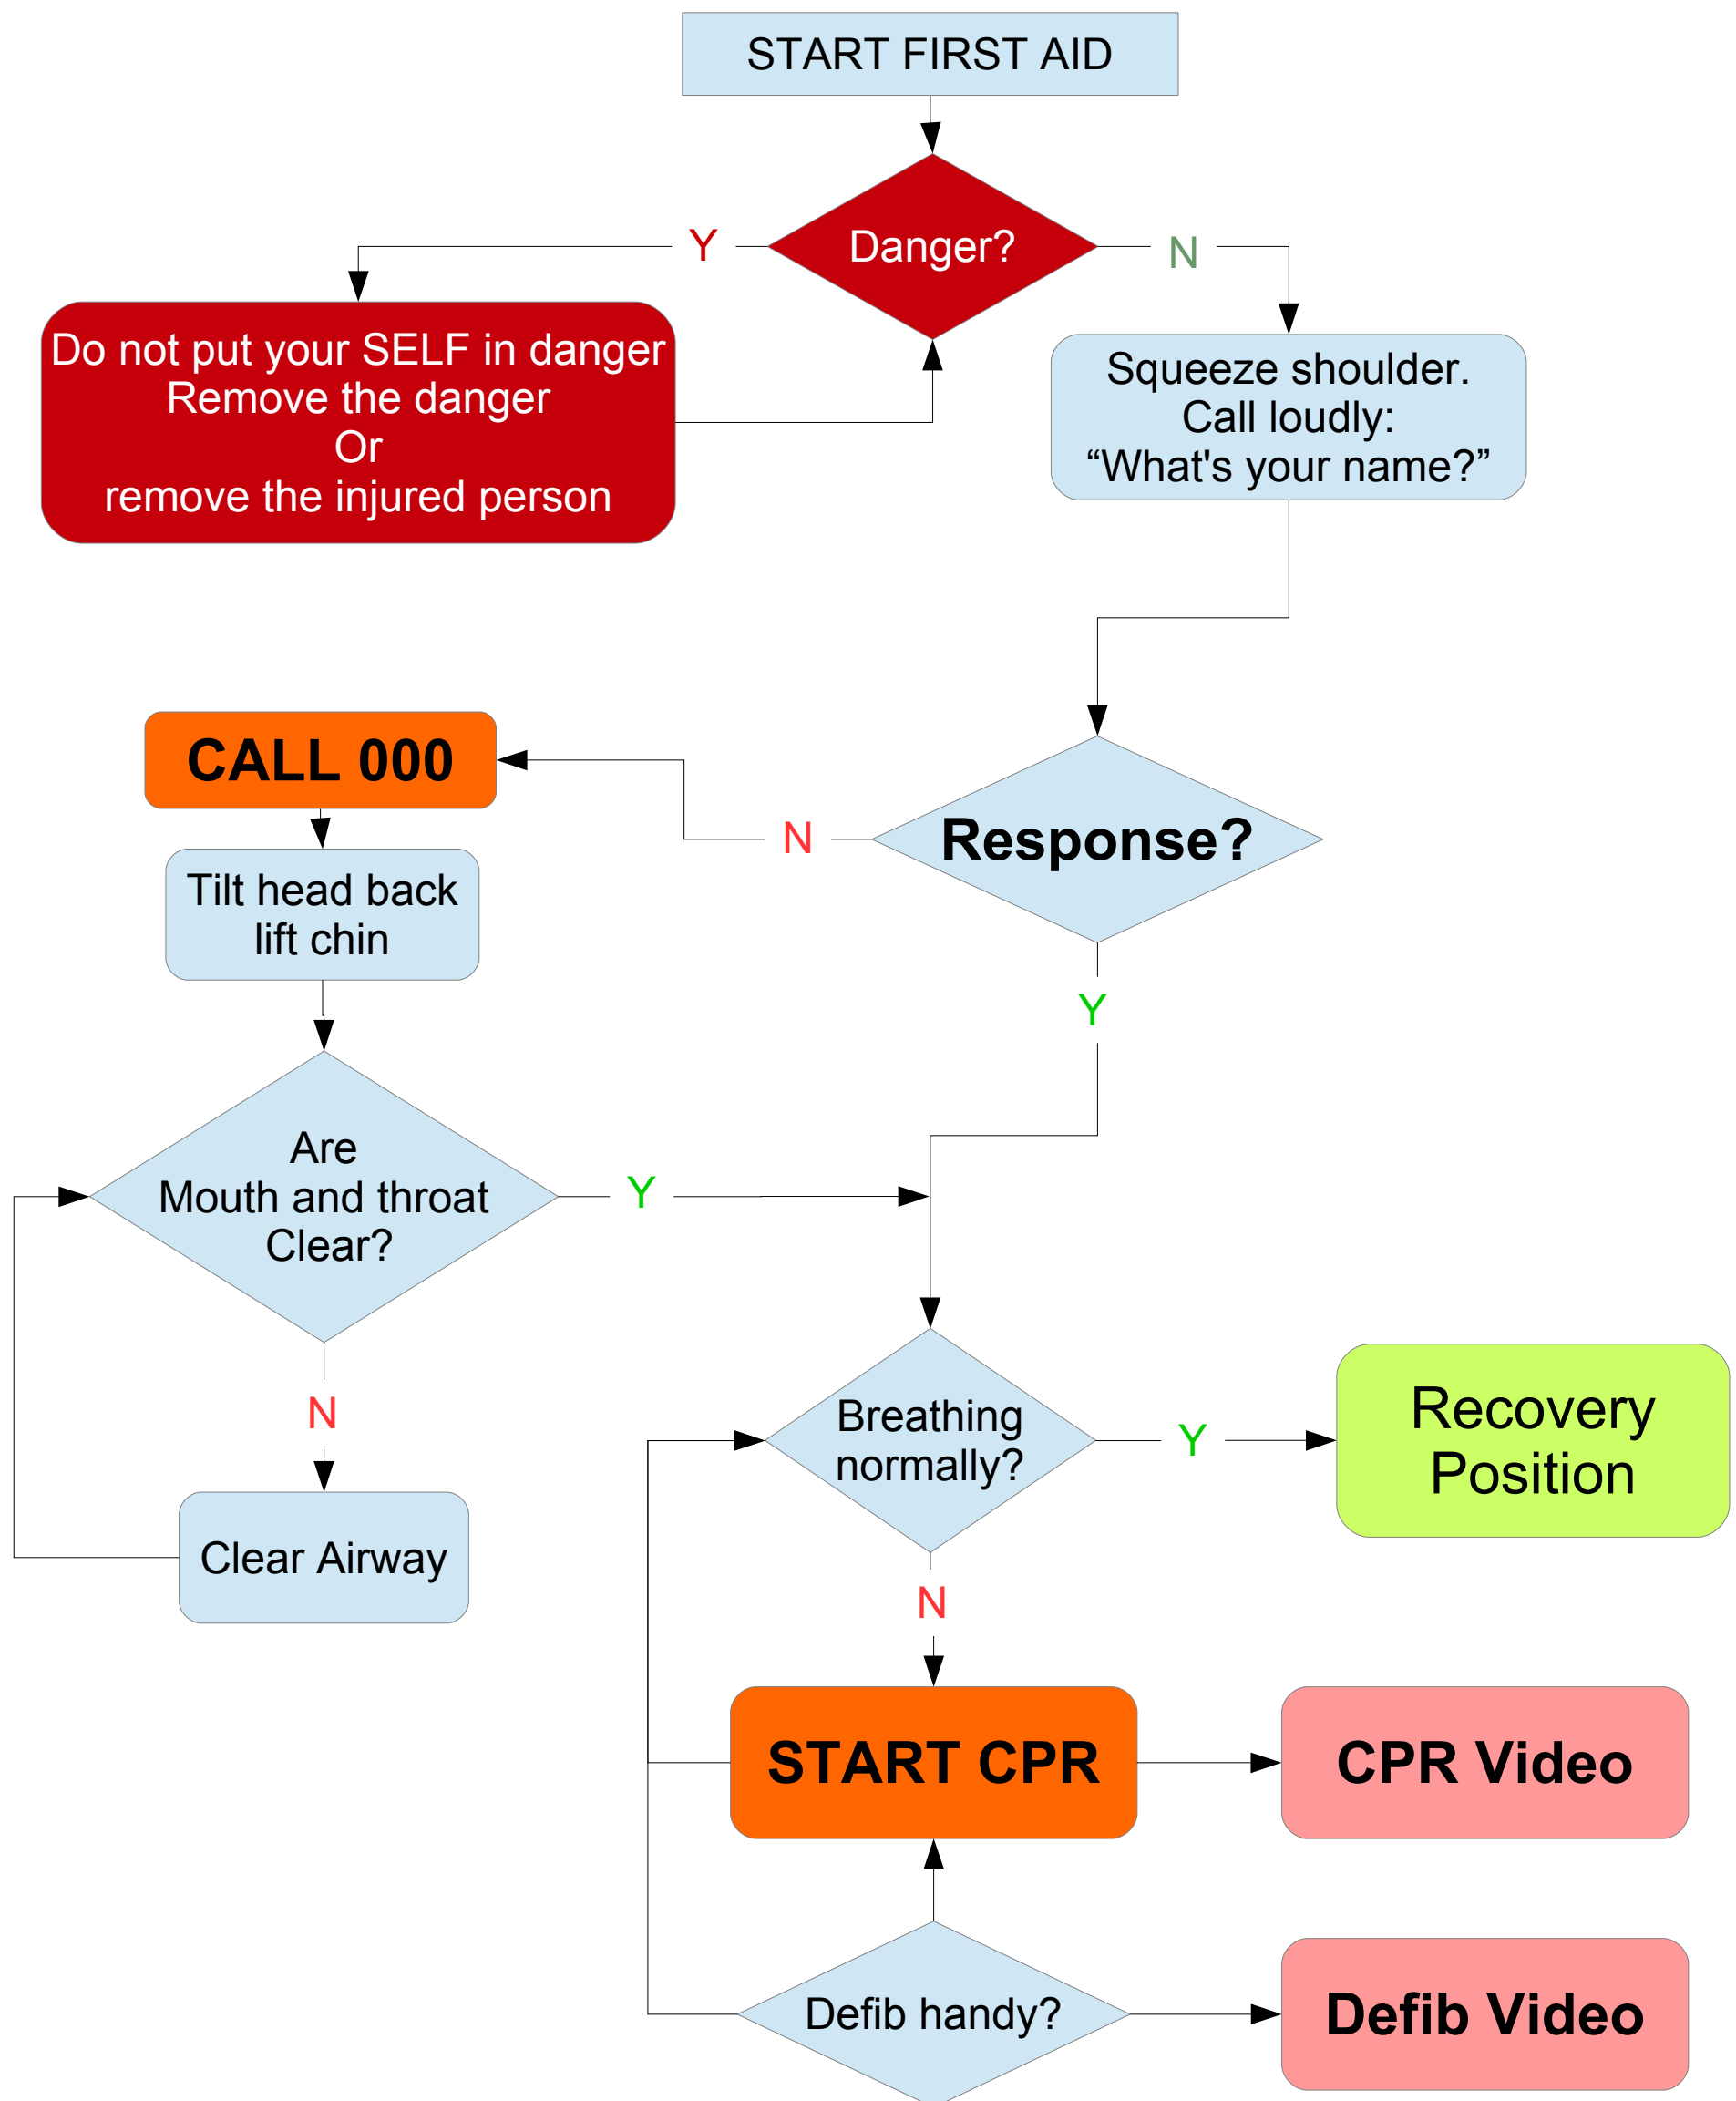 START FIRST AID
Danger?
Y
N
Do not put your SELF in danger
Remove the danger
Or
remove the injured person
Squeeze shoulder.
Call loudly:
“What's your name?”
CALL 000
Response?
N
Tilt head back
lift chin
Y
Are
Mouth and throat
Clear?
Y
N
Breathing
normally?
Y
Recovery
Position
Clear Airway
N
START CPR
CPR Video
Defib handy?
Defib Video